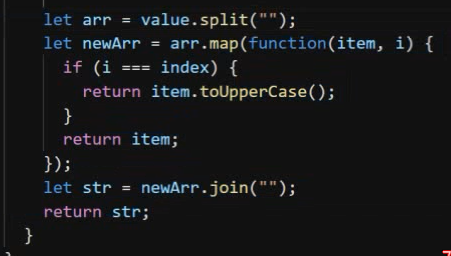 let arr = value.split("");
let newArr = arr.map(function(item, i) {
if (i === index) {
return item.toUpperCase();
}
return item;
});
let str = newArr.join("");
return str;
}